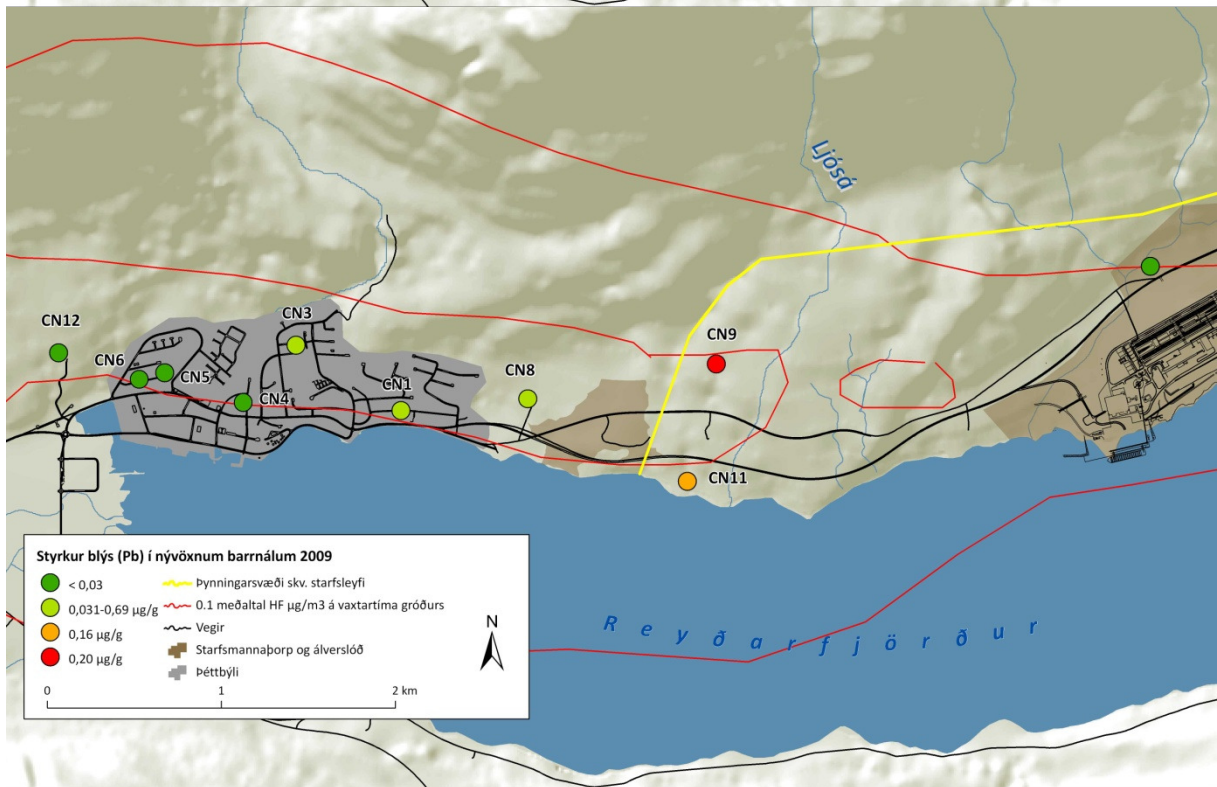 Ljósá
CN12
CN6
CN5
CN3
CN4
CN1
CN8
CN9
CN11
Reyðarfjörður
Styrkur blýs (Pb) í nývöxnum barrnálum 2009
< 0,03
0,031-0,69 µg/g
0,16 µg/g
0,20 µg/g
Þynningarsvæði skv. starfsleyfi
0.1 meðaltal HF µg/m3 á vaxtartíma gróðurs
Vegir
Starfsmannaþorp og álverslóð
Þéttbýli
N
0 1 2 km